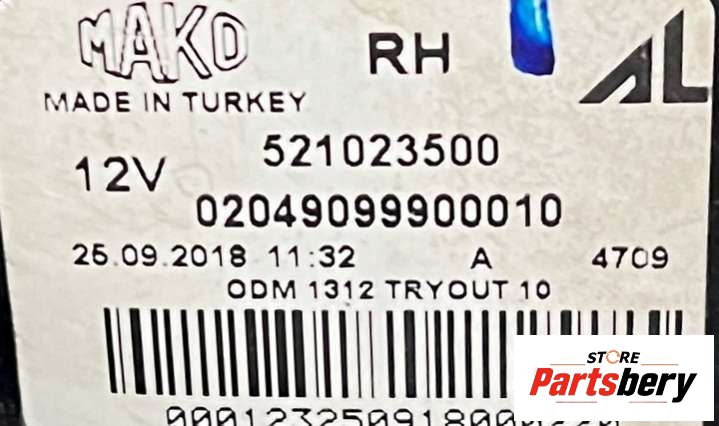 MAKO
RH
AL
MADE IN TURKEY
12V
521023500
02049099900010
25.09.2018 11:32 A 4709
ODM 1312 TRYOUT 10
STORE
Partsbery